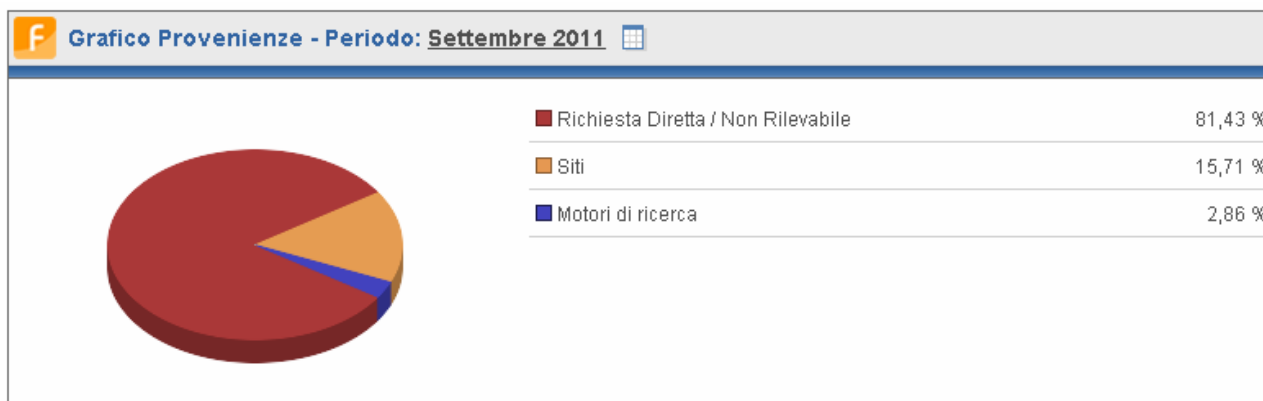 Grafico Provenienze - Periodo: Settembre 2011
Richiesta Diretta / Non Rilevabile 81,43 %
Siti 15,71 %
Motori di ricerca 2,86 %